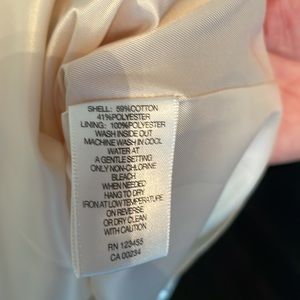 SHELL: 59%COTTON
41%POLYESTER
LINING: 100%POLYESTER
WASH INSIDE OUT
MACHINE WASH IN COOL
WATER AT
A GENTLE SETTING
ONLY NON-CHLORINE
BLEACH
WHEN NEEDED
HANG TO DRY
IRON AT LOW TEMPERATURE
ON REVERSE
OR DRY CLEAN
WITH CAUTION
RN 123455
CA 00234